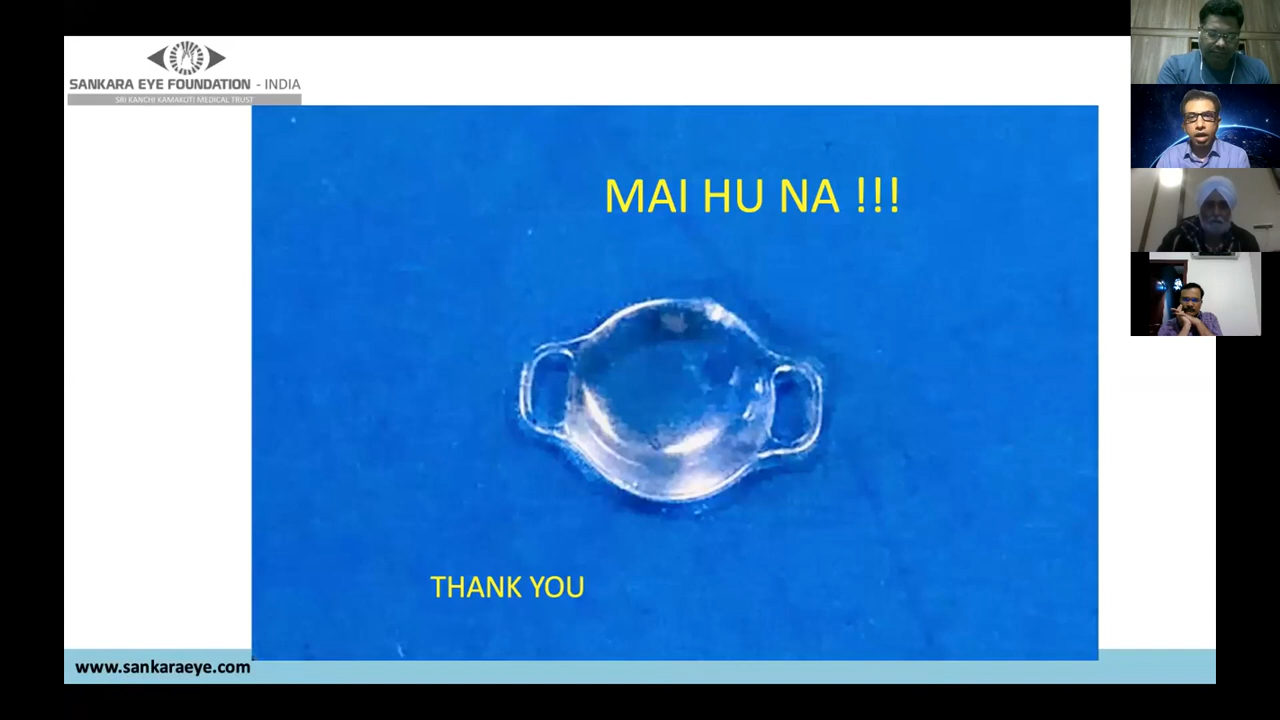 SANKARA EYE FOUNDATION - INDIA
SRI KANCHI KAMAKOTI MEDICAL TRUST
MAI HU NA !!!
THANK YOU
www.sankaraeye.com